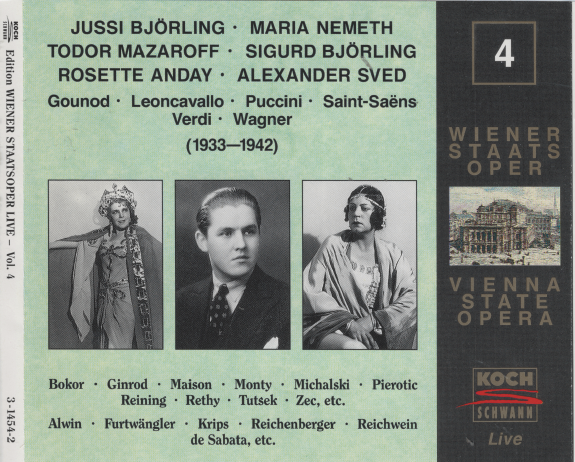 KOCH
SCHWANN
Edition WIENER STAATSOPER LIVE – Vol. 4
3-1454-2
JUSSI BJÖRLING · MARIA NEMETH
TODOR MAZAROFF · SIGURD BJÖRLING
ROSETTE ANDAY · ALEXANDER SVED
Gounod · Leoncavallo · Puccini · Saint-Saëns
Verdi · Wagner
(1933—1942)
Bokor · Ginrod · Maison · Monty · Michalski · Pierotic
Reining · Rethy · Tutsek · Zec, etc.
Alwin · Furtwängler · Krips · Reichenberger · Reichwein
de Sabata, etc.
4
WIENER
STAATS
OPER
VIENNA
STATE
OPERA
KOCH
SCHWANN
Live